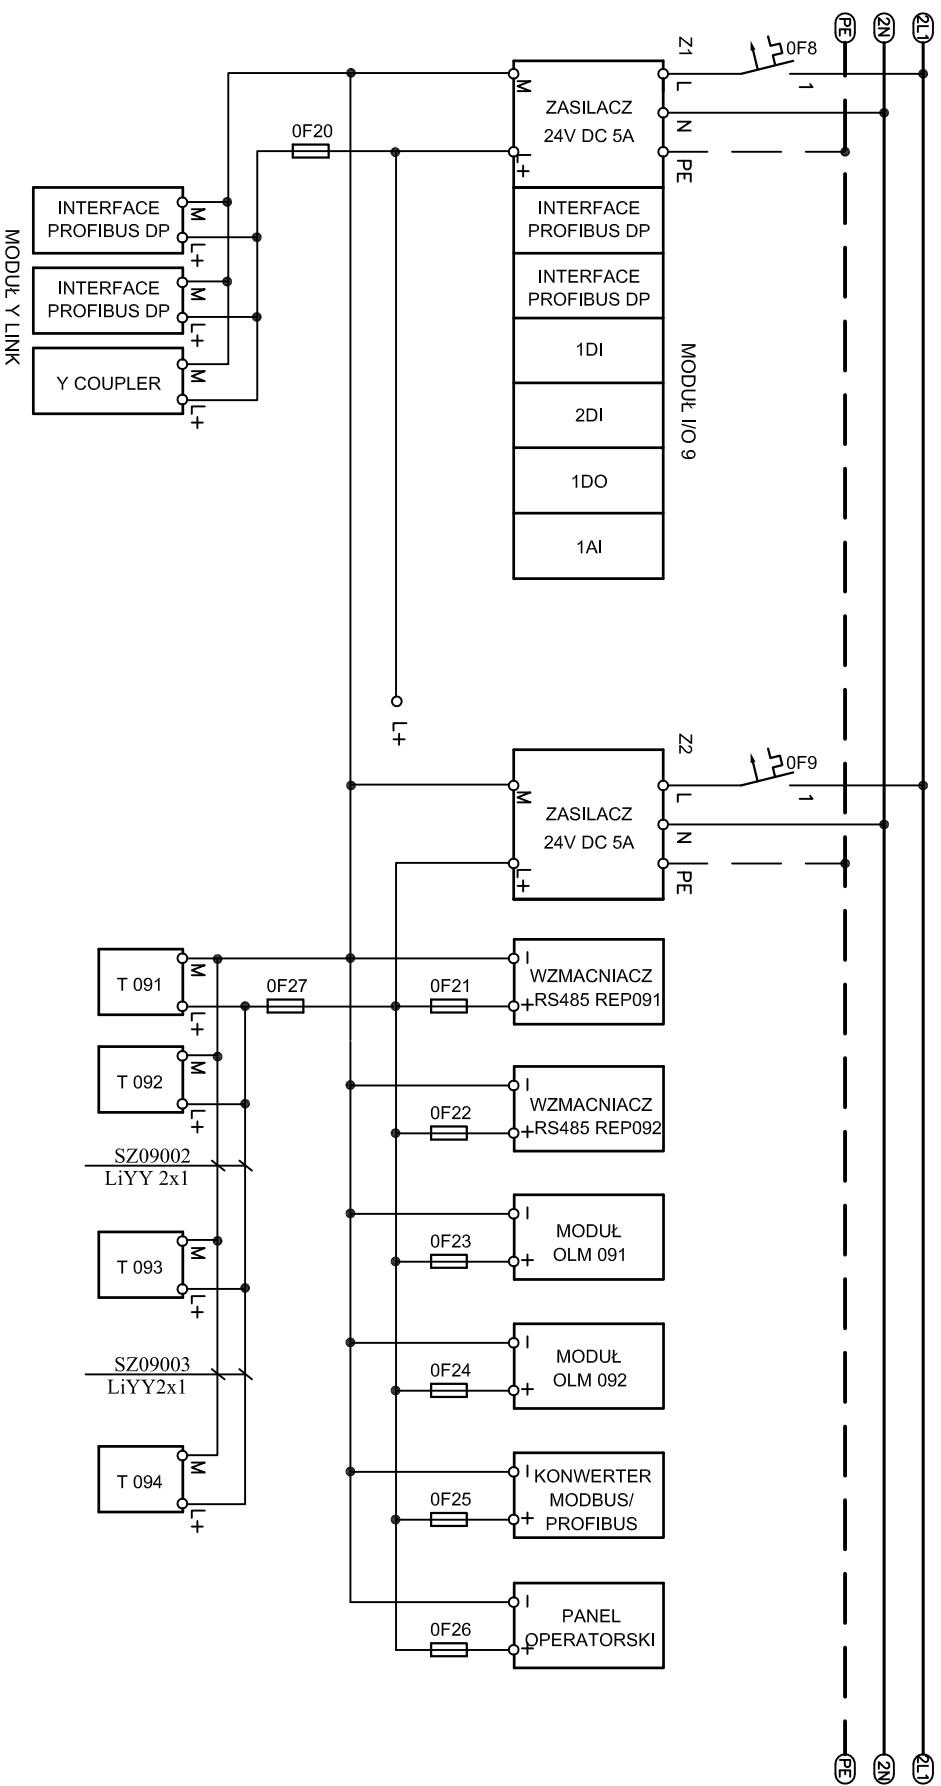 PE
2N
2L1
Z1
0F8
1
L
N
PE
M
L+
ZASILACZ
24V DC 5A
INTERFACE
PROFIBUS DP
INTERFACE
PROFIBUS DP
1DI
2DI
1DO
1AI
MODUŁ I/O 9
0F20
INTERFACE
PROFIBUS DP
M
L+
INTERFACE
PROFIBUS DP
M
L+
Y COUPLER
M
L+
MODUŁ Y LINK
L+
Z2
0F9
1
L
N
PE
M
L+
ZASILACZ
24V DC 5A
T 091
M
L+
0F27
0F21
WZMACNIACZ
RS485 REP091
-
+
T 092
M
L+
0F22
WZMACNIACZ
RS485 REP092
-
+
SZ09002
LiYY 2x1
T 093
M
L+
0F23
MODUŁ
OLM 091
-
+
SZ09003
LiYY2x1
0F24
MODUŁ
OLM 092
-
+
T 094
M
L+
0F25
KONWERTER
MODBUS/
PROFIBUS
-
+
0F26
PANEL
OPERATORSKI
-
+
PE
2N
2L1